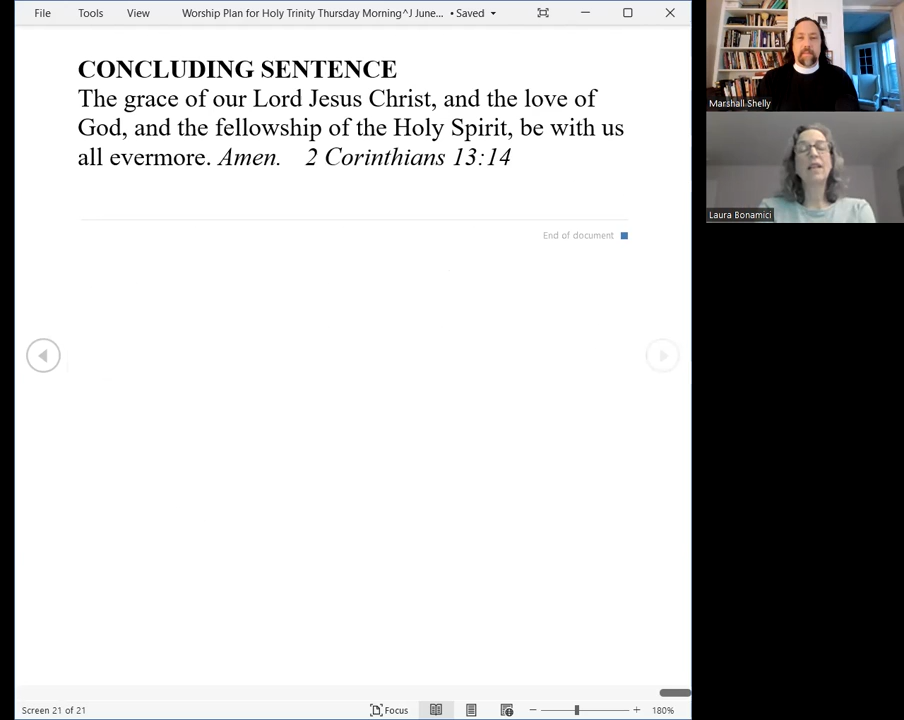 File Tools View Worship Plan for Holy Trinity Thursday Morning^J June... • Saved
CONCLUDING SENTENCE
The grace of our Lord Jesus Christ, and the love of
God, and the fellowship of the Holy Spirit, be with us
all evermore. Amen. 2 Corinthians 13:14
End of document
Screen 21 of 21 Focus 180%
Marshall Shelly
Laura Bonamici